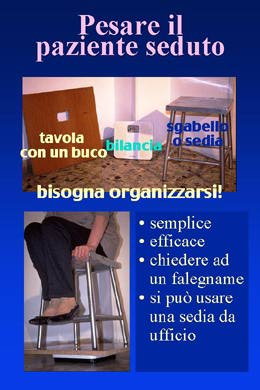 Pesare il
paziente seduto
tavola
con un buco
bilancia
sgabello
o sedia
bisogna organizzarsi!
• semplice
• efficace
• chiedere ad
un falegname
• si può usare
una sedia da
ufficio